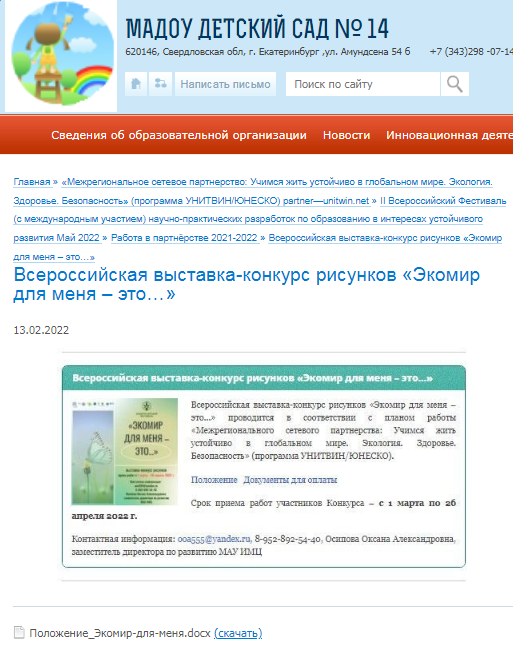 МАДОУ ДЕТСКИЙ САД № 14
620146, Свердловская обл, г. Екатеринбург ,ул. Амундсена 54 б +7 (343)298 -07-14
Написать письмо
Поиск по сайту
Сведения об образовательной организации Новости Инновационная деяте
Главная » «Межрегиональное сетевое партнерство: Учимся жить устойчиво в глобальном мире. Экология.
Здоровье. Безопасность» (программа УНИТВИН/ЮНЕСКО) partner—unitwin.net » II Всероссийский Фестиваль
(с международным участием) научно-практических разработок по образованию в интересах устойчивого
развития Май 2022 » Работа в партнёрстве 2021-2022 » Всероссийская выставка-конкурс рисунков «Экомир
для меня – это…»
Всероссийская выставка-конкурс рисунков «Экомир
для меня – это…»
13.02.2022
Всероссийская выставка-конкурс рисунков «Экомир для меня – это...»
«ЭКОМИР
ДЛЯ МЕНЯ –
ЭТО...»
Всероссийская выставка-конкурс рисунков «Экомир для меня –
это...» проводится в соответствии с планом работы
«Межрегионального сетевого партнерства: Учимся жить
устойчиво в глобальном мире. Экология. Здоровье.
Безопасность» (программа УНИТВИН/ЮНЕСКО).
Положение Документы для оплаты
Срок приема работ участников Конкурса – с 1 марта по 26
апреля 2022 г.
Контактная информация: ooa555@yandex.ru, 8-952-892-54-40, Осипова Оксана Александровна,
заместитель директора по развитию МАУ ИМЦ
Положение_Экомир-для-меня.docx (скачать)